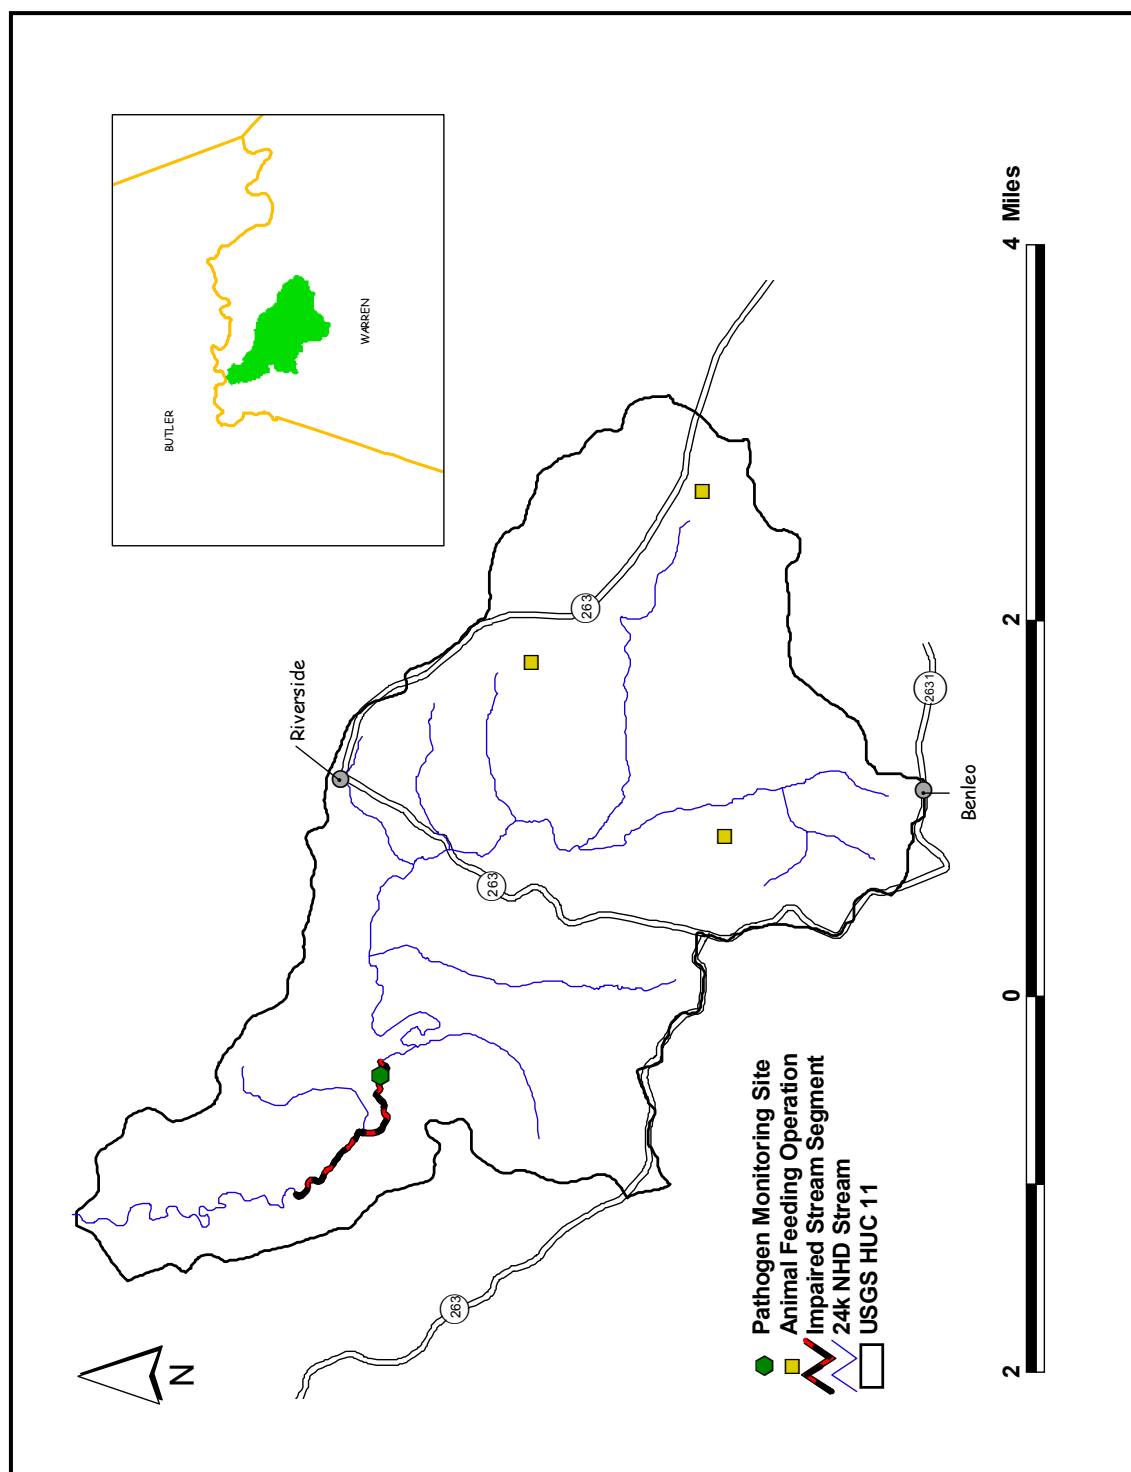 BUTLER
WARREN
Riverside
263
263
263
2631
Benleo
N
Pathogen Monitoring Site
Animal Feeding Operation
Impaired Stream Segment
24k NHD Stream
USGS HUC 11
2 0 2 4 Miles